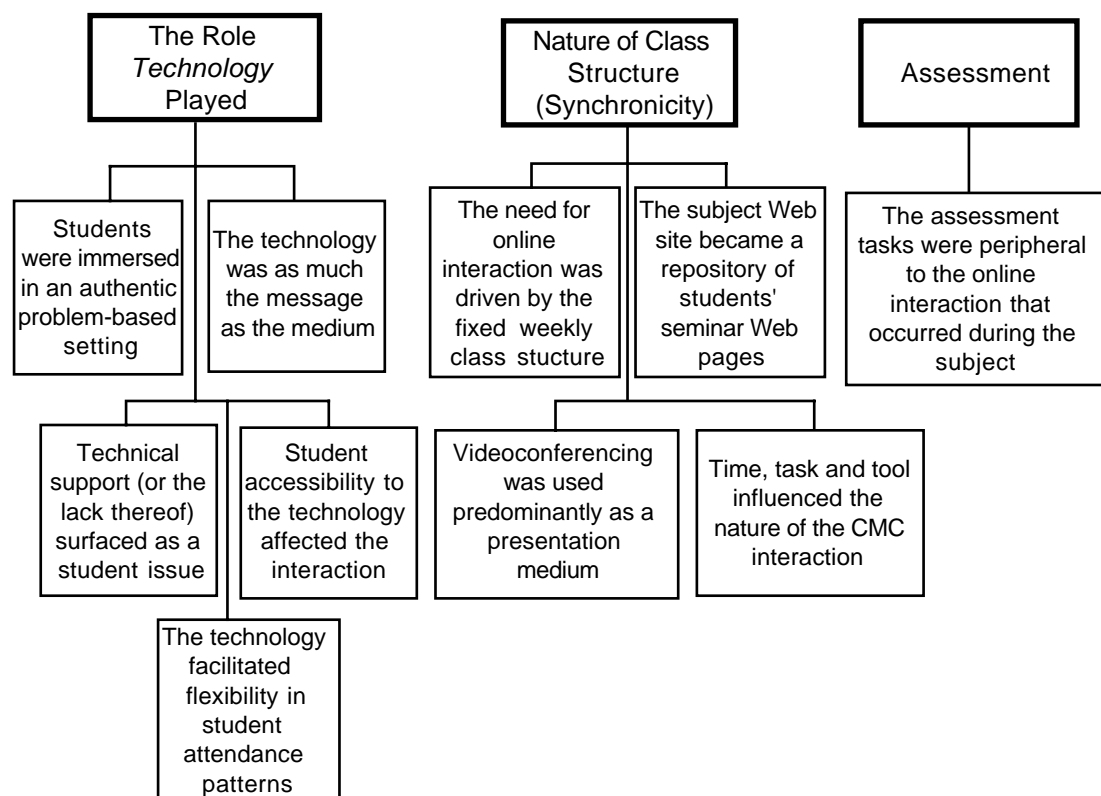 The Role
Technology
Played
Nature of Class
Structure
(Synchronicity)
Assessment
Students
were immersed
in an authentic
problem-based
setting
The technology
was as much
the message
as the medium
The need for
online
interaction was
driven by the
fixed weekly
class stucture
The subject Web
site became a
repository of
students'
seminar Web
pages
The assessment
tasks were peripheral
to the online
interaction that
occurred during the
subject
Technical
support (or the
lack thereof)
surfaced as a
student issue
Student
accessibility to
the technology
affected the
interaction
Videoconferencing
was used
predominantly as a
presentation
medium
Time, task and tool
influenced the
nature of the CMC
interaction
The technology
facilitated
flexibility in
student
attendance
patterns